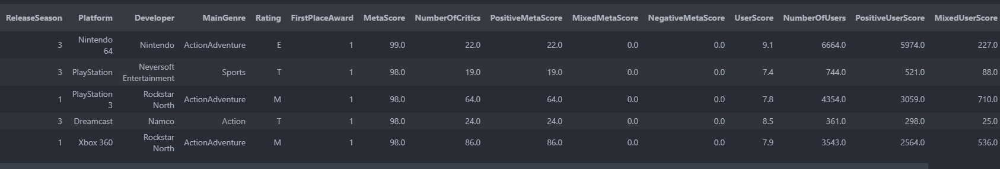 ReleaseSeason Platform Developer MainGenre Rating FirstPlaceAward MetaScore NumberOfCritics PositiveMetaScore MixedMetaScore NegativeMetaScore UserScore NumberOfUsers PositiveUserScore MixedUserScore
3 Nintendo 64 Nintendo ActionAdventure E 1 99.0 22.0 22.0 0.0 0.0 9.1 6664.0 5974.0 227.0
3 PlayStation Neversoft Entertainment Sports T 1 98.0 19.0 19.0 0.0 0.0 7.4 744.0 521.0 88.0
1 PlayStation 3 Rockstar North ActionAdventure M 1 98.0 64.0 64.0 0.0 0.0 7.8 4354.0 3059.0 710.0
3 Dreamcast Namco Action T 1 98.0 24.0 24.0 0.0 0.0 8.5 361.0 298.0 25.0
1 Xbox 360 Rockstar North ActionAdventure M 1 98.0 86.0 86.0 0.0 0.0 7.9 3543.0 2564.0 536.0